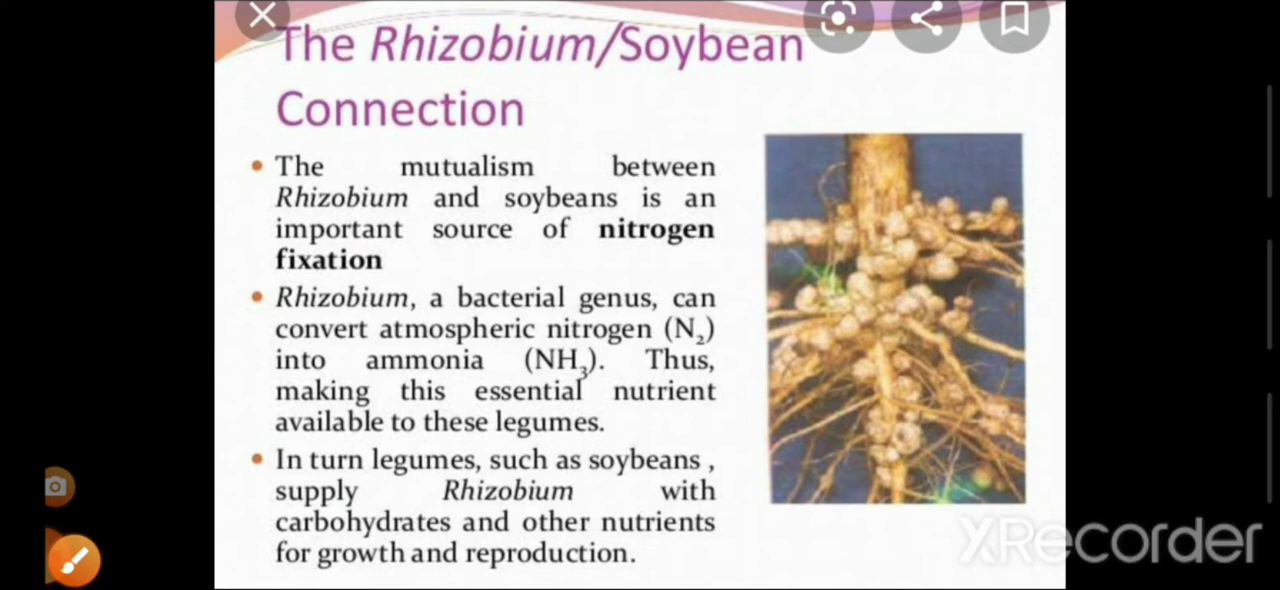 The Rhizobium/Soybean
Connection
• The mutualism between
Rhizobium and soybeans is an
important source of nitrogen
fixation
• Rhizobium, a bacterial genus, can
convert atmospheric nitrogen (N₂)
into ammonia (NH₃). Thus,
making this essential nutrient
available to these legumes.
• In turn legumes, such as soybeans ,
supply Rhizobium with
carbohydrates and other nutrients
for growth and reproduction.
XRecorder